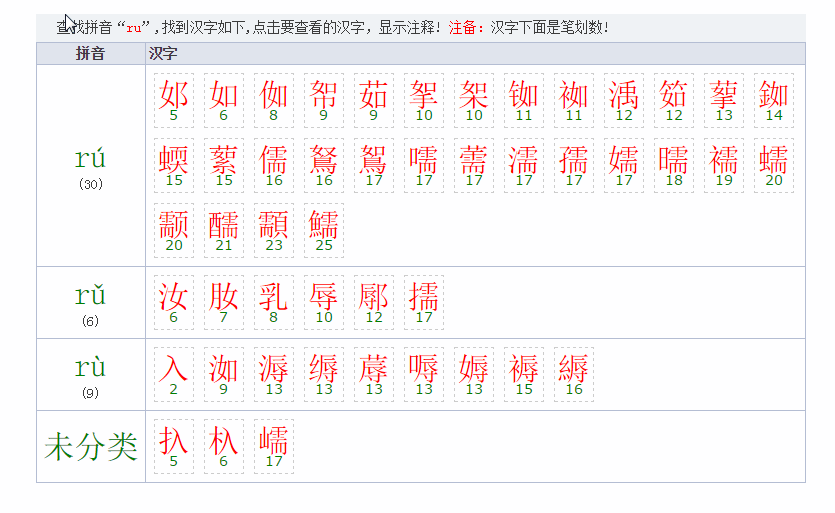 查找拼音“ru”,找到汉字如下,点击要查看的汉字，显示注释！注备：汉字下面是笔划数！
拼音 汉字
rú
(30)
邚 如 侞 帤 茹 挐 桇 铷 袽 渪 筎 蕠 銣
5 6 8 9 9 10 10 11 11 12 12 13 14
蝡 蕠 儒 鴑 鴽 嚅 薷 濡 孺 嬬 曘 襦 蠕
15 15 16 16 17 17 17 17 17 17 18 19 20
颥 醹 顬 鱬
20 21 23 25
rǔ
(6)
汝 肗 乳 辱 鄏 擩
6 7 8 10 12 17
rù
(9)
入 洳 溽 缛 蓐 嗕 媷 褥 縟
2 9 13 13 13 13 13 15 16
未分类
扖 杁 嶿
5 6 17